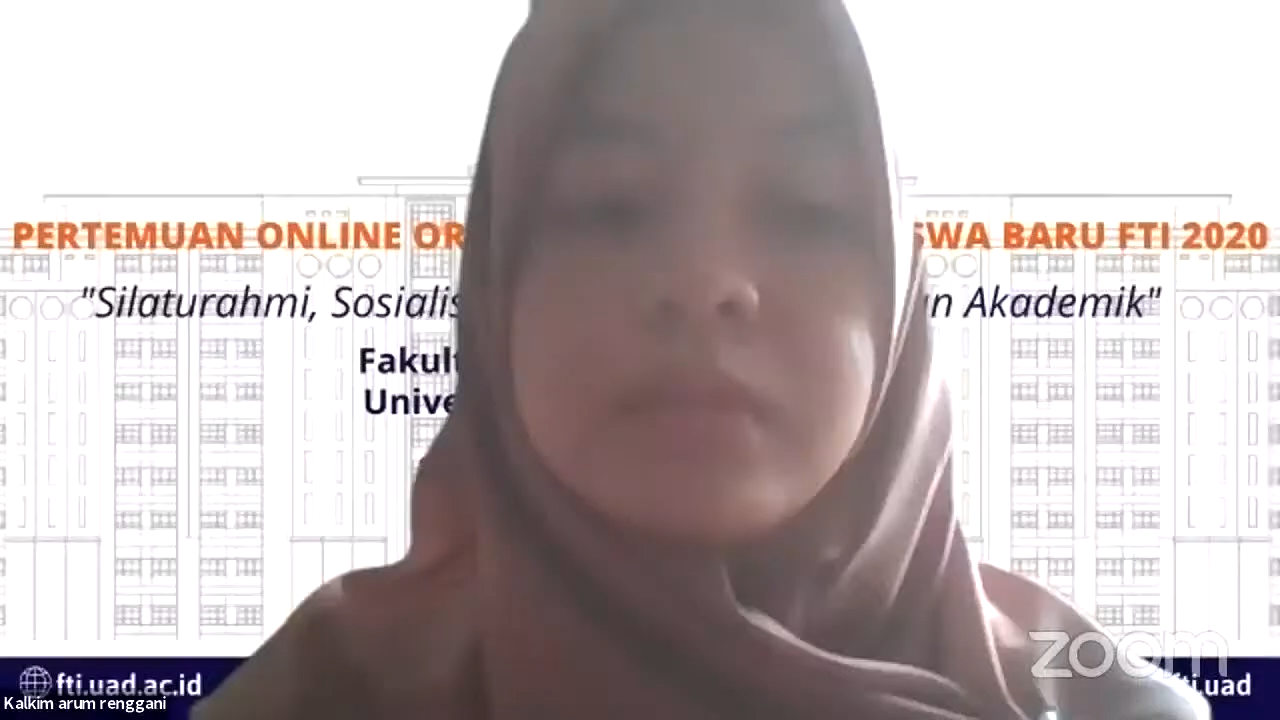 PERTEMUAN ONLINE OR SWA BARU FTI 2020
"Silaturahmi, Sosialis n Akademik"
Fakult
Unive
fti.uad.ac.id
fti.uad
Kalkim arum renggani
zoom